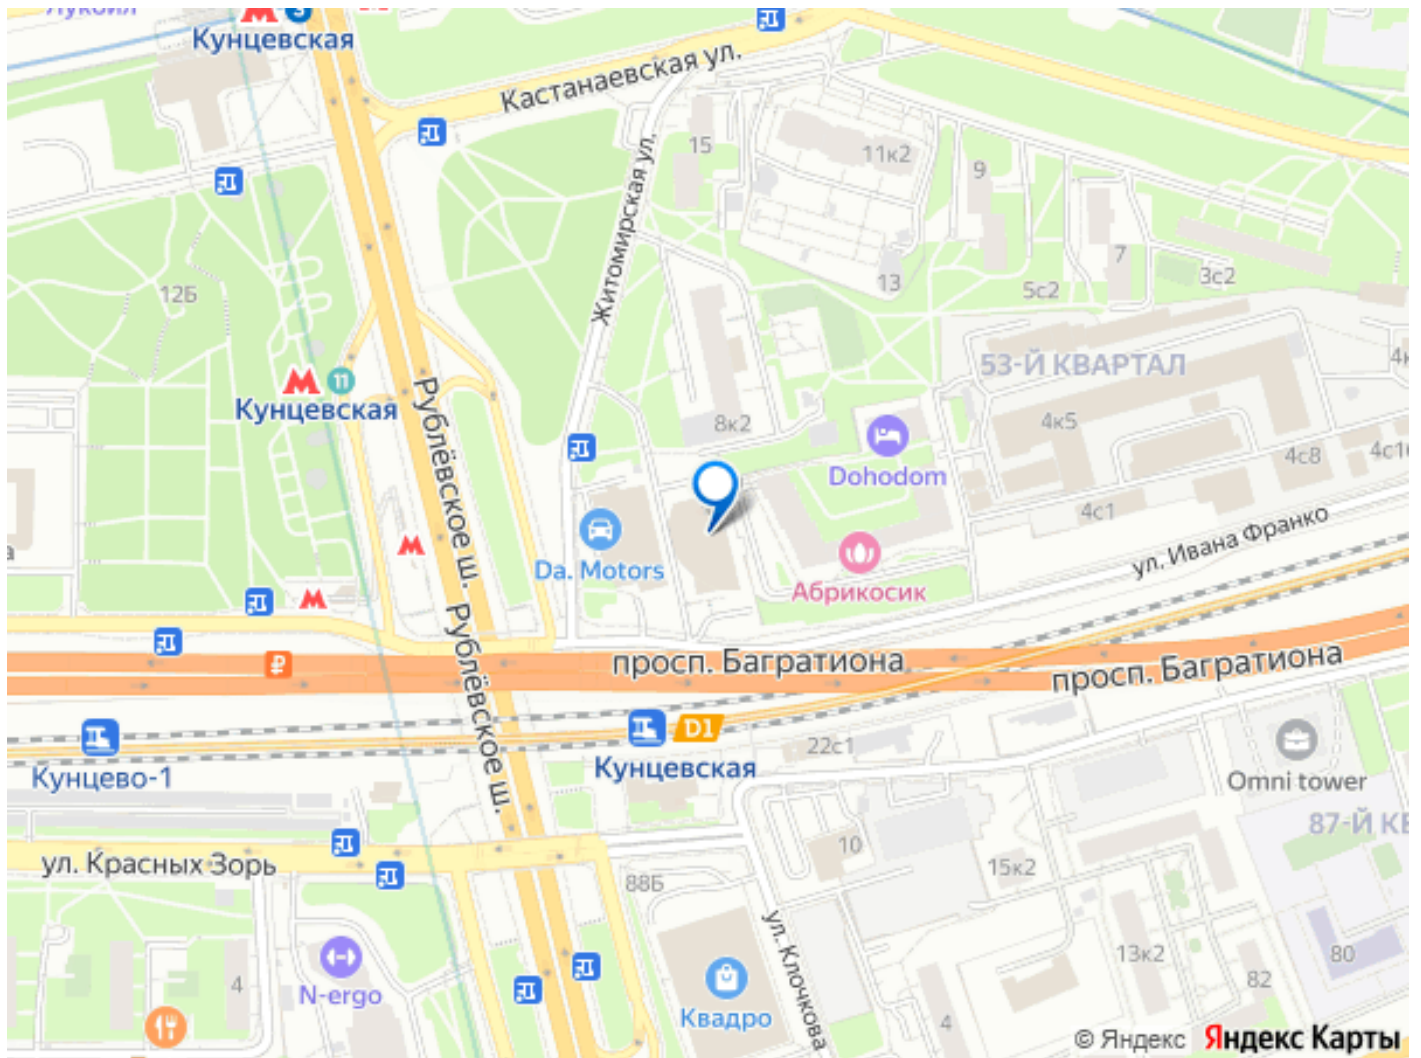 Лукойл
3
Кунцевская
Кастанаевская ул.
15
11к2
9
Житомирская ул.
7
3с2
13
5с2
12Б
53-Й КВАРТАЛ
11
Кунцевская
Рублёвское ш.
8к2
4к5
4с8
Dohodom
4с1
ул. Ивана Франко
Da. Motors
Абрикосик
Рублёвское ш.
₽
просп. Багратиона
просп. Багратиона
D1
22с1
Кунцево-1
Кунцевская
Omni tower
ул. Красных Зорь
10
15к2
88Б
ул. Клочкова
13к2
80
4
N-ergo
82
Квадро
4
© Яндекс Яндекс Карты